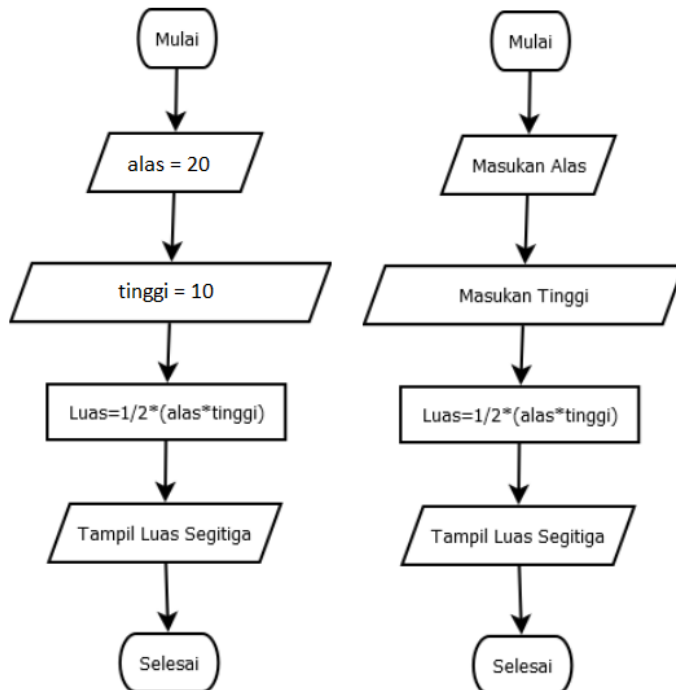 Mulai
alas = 20
tinggi = 10
Luas=1/2*(alas*tinggi)
Tampil Luas Segitiga
Selesai
Mulai
Masukan Alas
Masukan Tinggi
Luas=1/2*(alas*tinggi)
Tampil Luas Segitiga
Selesai